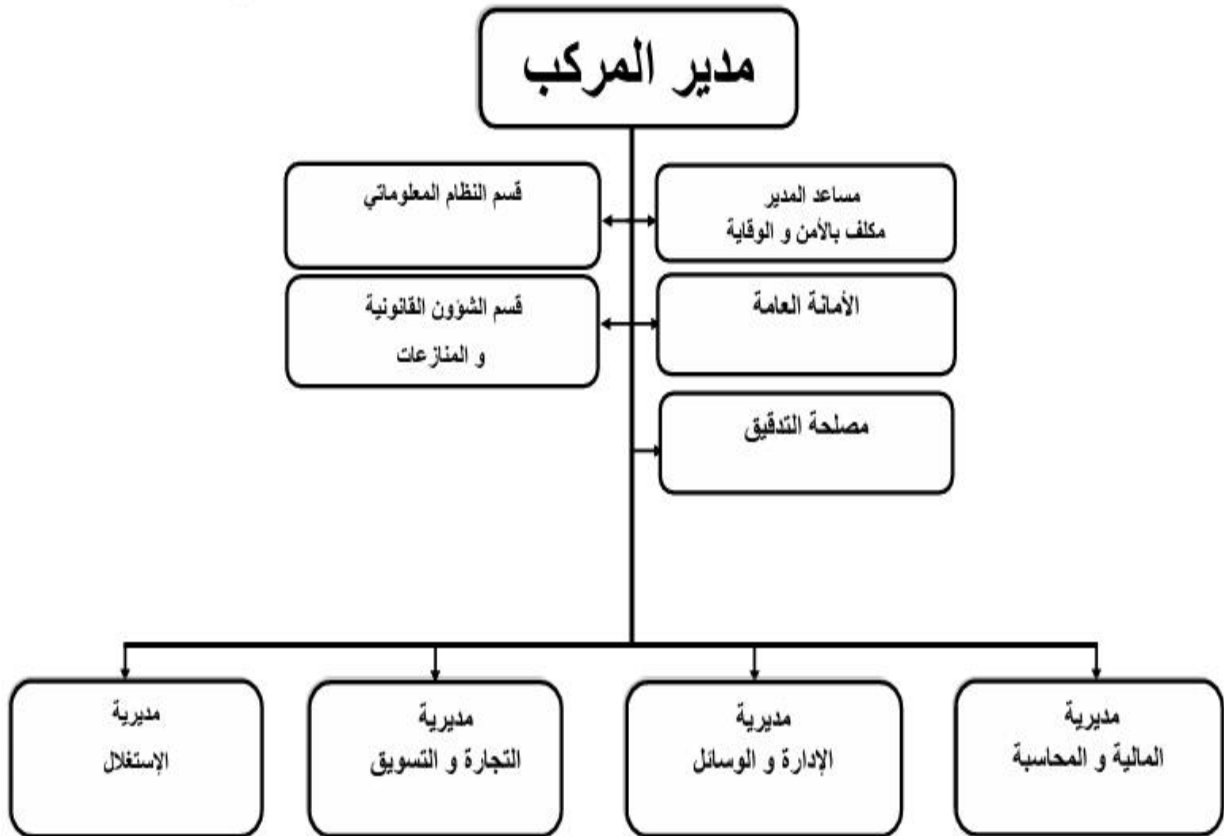 مدير المركب
مساعد المدير
مكلف بالأمن و الوقاية
قسم النظام المعلوماتي
الأمانة العامة
قسم الشؤون القانونية
و المنازعات
مصلحة التدقيق
مديرية
المالية و المحاسبة
مديرية
الإدارة و الوسائل
مديرية
التجارة و التسويق
مديرية
الإستغلال